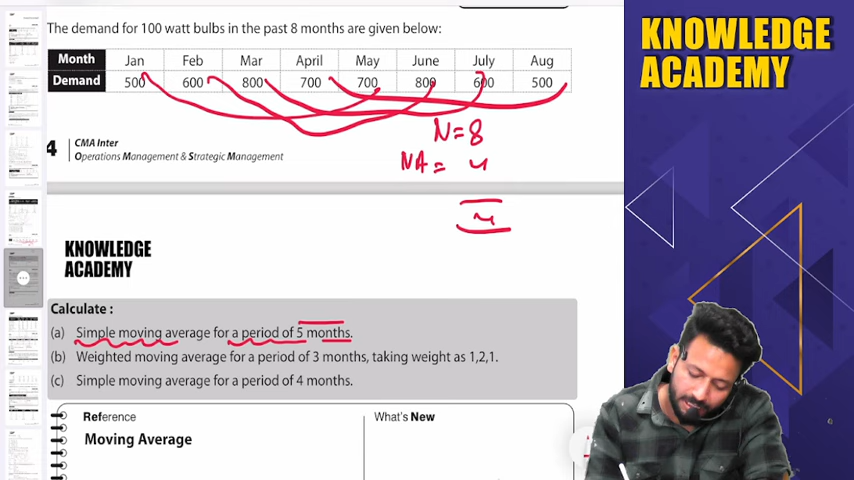 The demand for 100 watt bulbs in the past 8 months are given below:
Month Jan Feb Mar April May June July Aug
Demand 500 600 800 700 700 800 600 500
N=8
NA= 4
4
4 CMA Inter
Operations Management & Strategic Management
KNOWLEDGE
ACADEMY
KNOWLEDGE
ACADEMY
Calculate :
(a) Simple moving average for a period of 5 months.
(b) Weighted moving average for a period of 3 months, taking weight as 1,2,1.
(c) Simple moving average for a period of 4 months.
Reference
What's New
Moving Average